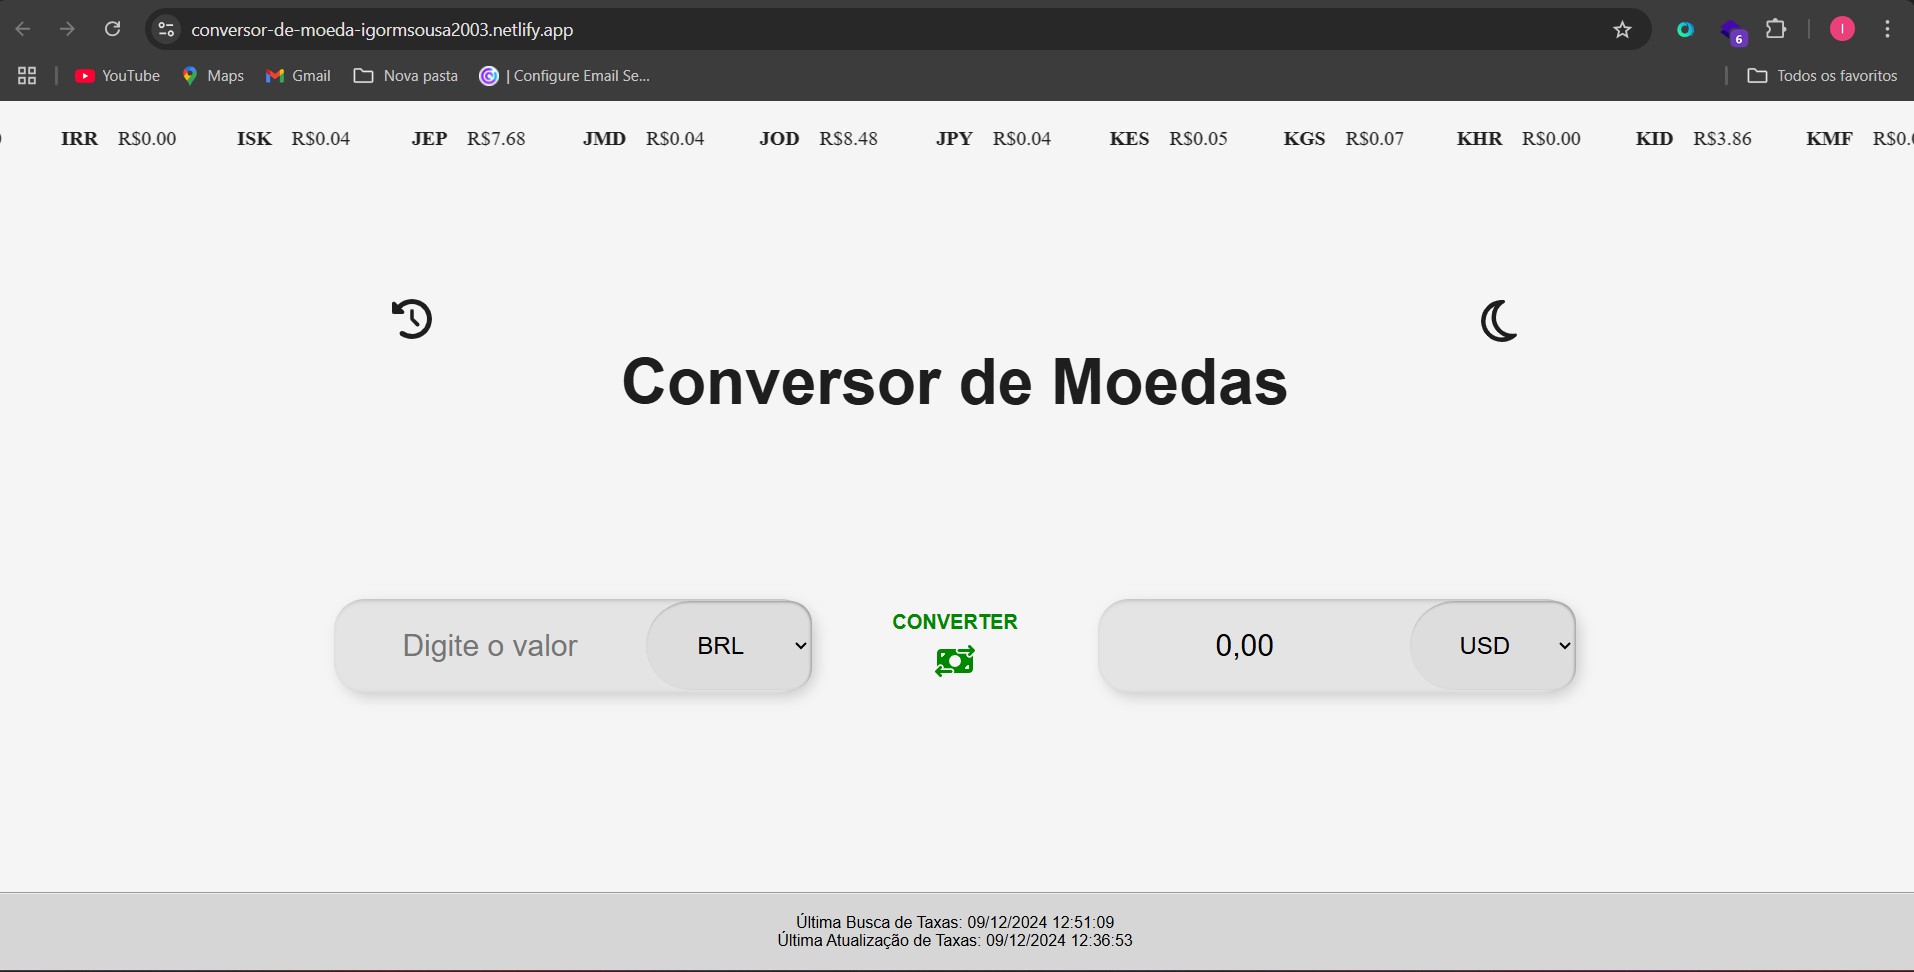 conversor-de-moeda-igormsousa2003.netlify.app
6
I
YouTube Maps Gmail Nova pasta | Configure Email Se... Todos os favoritos
IRR R$0.00 ISK R$0.04 JEP R$7.68 JMD R$0.04 JOD R$8.48 JPY R$0.04 KES R$0.05 KGS R$0.07 KHR R$0.00 KID R$3.86 KMF R$0.
Conversor de Moedas
Digite o valor BRL
CONVERTER
0,00 USD
Última Busca de Taxas: 09/12/2024 12:51:09
Última Atualização de Taxas: 09/12/2024 12:36:53